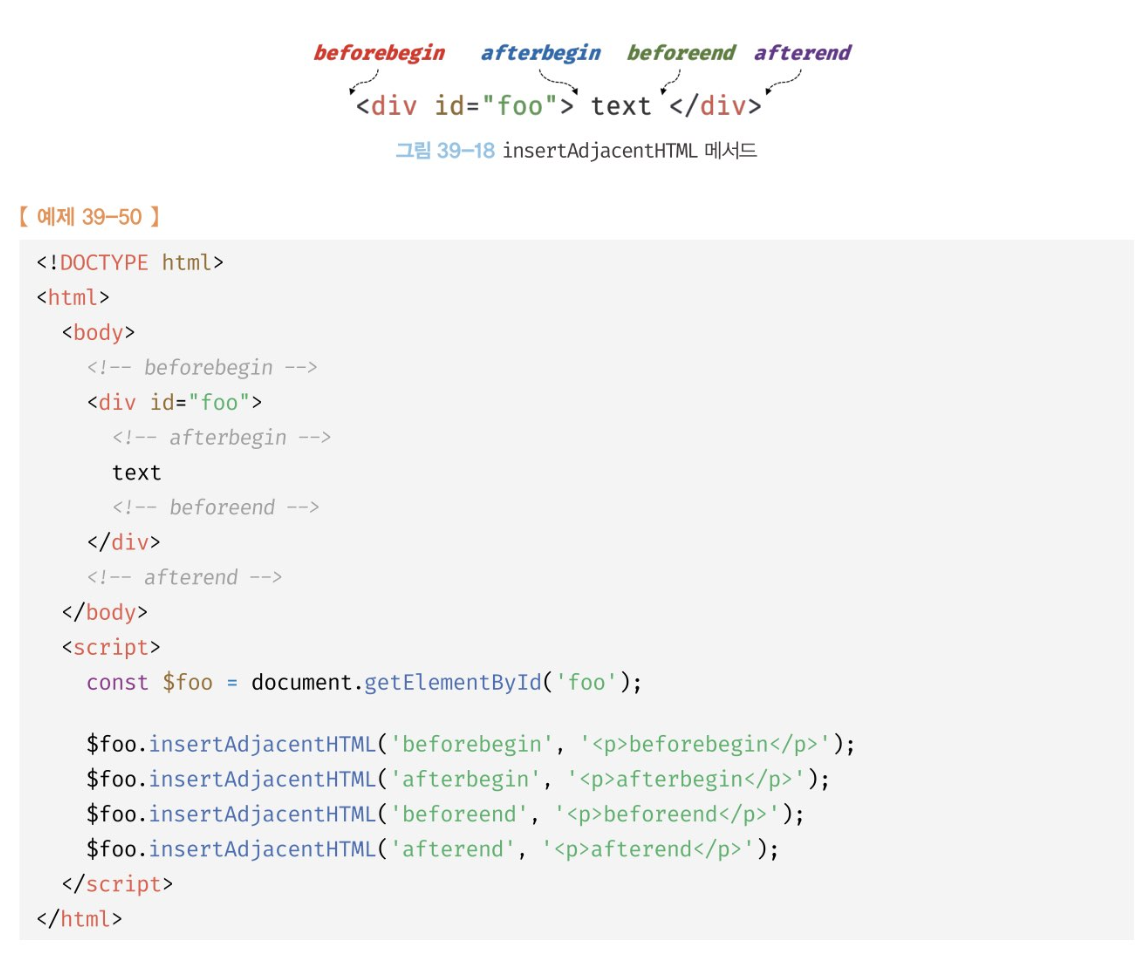 beforebegin afterbegin beforeend afterend
<div id="foo"> text </div>
그림 39-18 insertAdjacentHTML 메서드
【 예제 39-50 】
<!DOCTYPE html>
<html>
  <body>
    <!-- beforebegin -->
    <div id="foo">
      <!-- afterbegin -->
      text
      <!-- beforeend -->
    </div>
    <!-- afterend -->
  </body>
  <script>
    const $foo = document.getElementById('foo');

    $foo.insertAdjacentHTML('beforebegin', '<p>beforebegin</p>');
    $foo.insertAdjacentHTML('afterbegin', '<p>afterbegin</p>');
    $foo.insertAdjacentHTML('beforeend', '<p>beforeend</p>');
    $foo.insertAdjacentHTML('afterend', '<p>afterend</p>');
  </script>
</html>